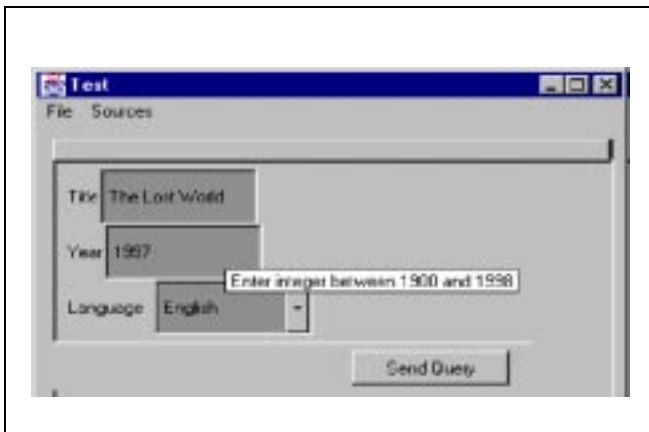 Test
File Sources
Title The Lost World
Year 1997
Enter integer between 1900 and 1998
Language English
Send Query